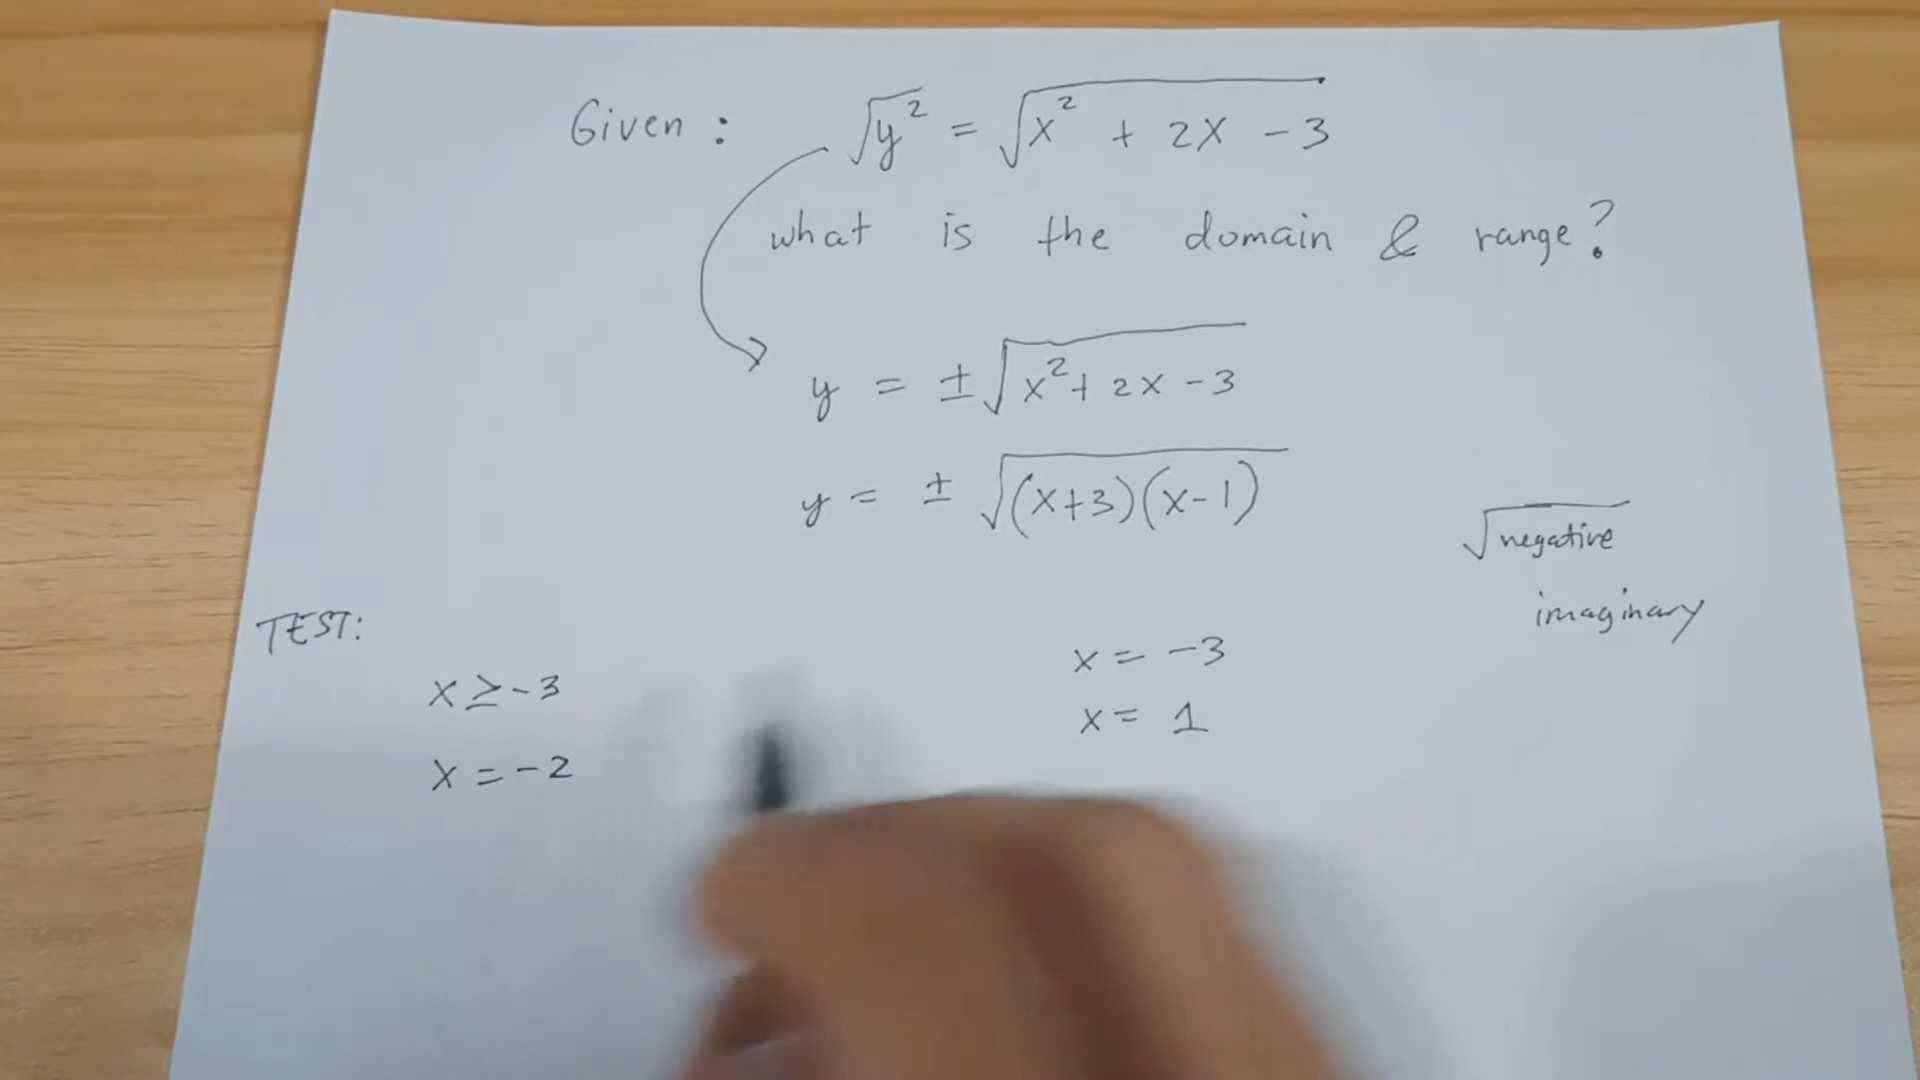 Given : √y² = √x² + 2x - 3
what is the domain & range?
y = ±√x² + 2x - 3
y = ± √(x+3)(x-1)
√negative
imaginary
TEST:
x ≥ -3
x = -2
x = -3
x = 1